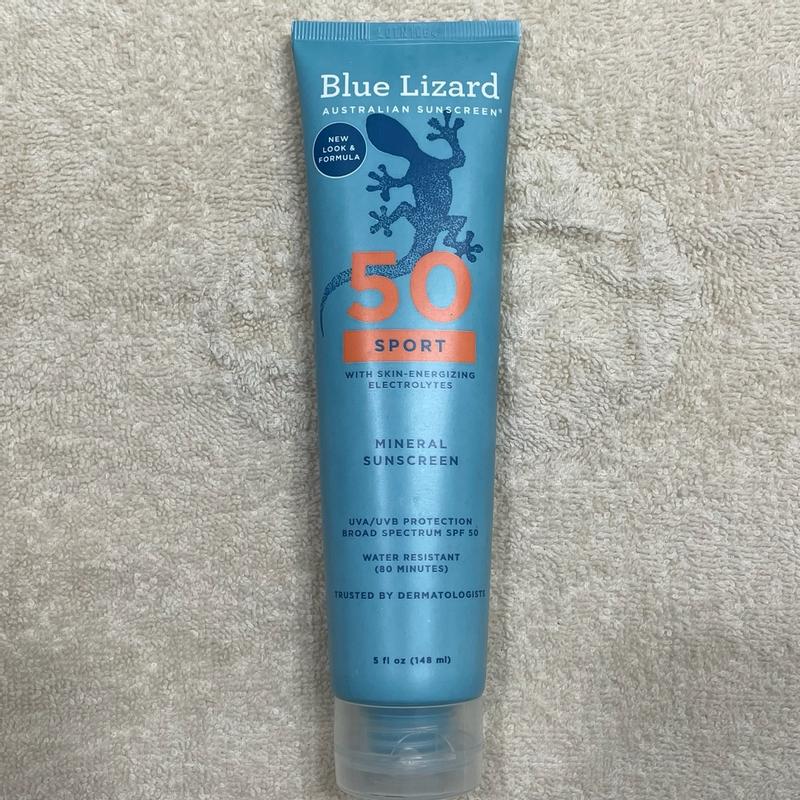 Blue Lizard
AUSTRALIAN SUNSCREEN®
NEW
LOOK &
FORMULA
50
SPORT
WITH SKIN-ENERGIZING
ELECTROLYTES
MINERAL
SUNSCREEN
UVA/UVB PROTECTION
BROAD SPECTRUM SPF 50
WATER RESISTANT
(80 MINUTES)
TRUSTED BY DERMATOLOGISTS
5 fl oz (148 ml)